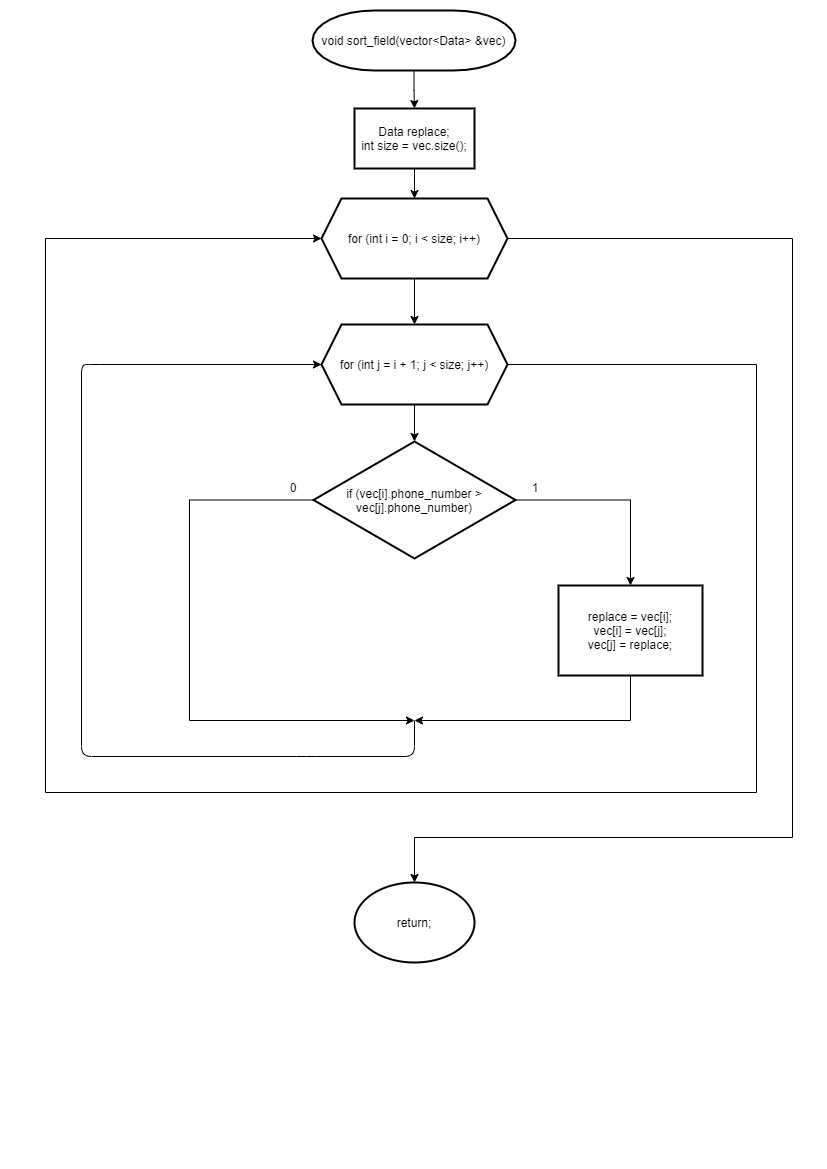 void sort_field(vector<Data> &vec)
Data replace;
int size = vec.size();
for (int i = 0; i < size; i++)
for (int j = i + 1; j < size; j++)
0
1
if (vec[i].phone_number >
vec[j].phone_number)
replace = vec[i];
vec[i] = vec[j];
vec[j] = replace;
return;